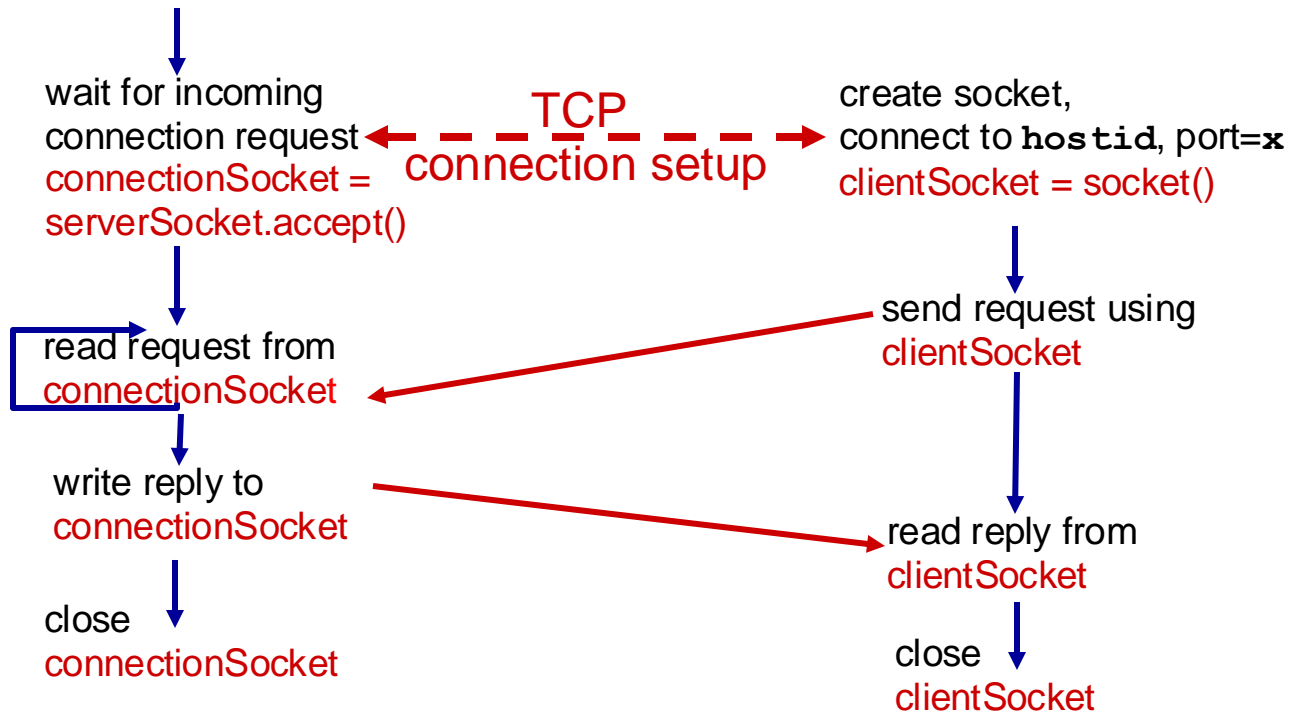 wait for incoming
connection request
connectionSocket =
serverSocket.accept()
TCP
connection setup
create socket,
connect to hostid, port=x
clientSocket = socket()
read request from
connectionSocket
send request using
clientSocket
write reply to
connectionSocket
read reply from
clientSocket
close
connectionSocket
close
clientSocket